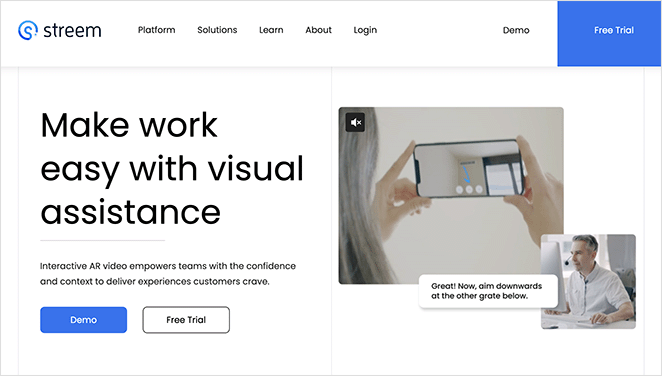 streem
Platform
Solutions
Learn
About
Login
Demo
Free Trial
Make work
easy with visual
assistance
Interactive AR video empowers teams with the confidence
and context to deliver experiences customers crave.
Demo
Free Trial
Great! Now, aim downwards
at the other grate below.